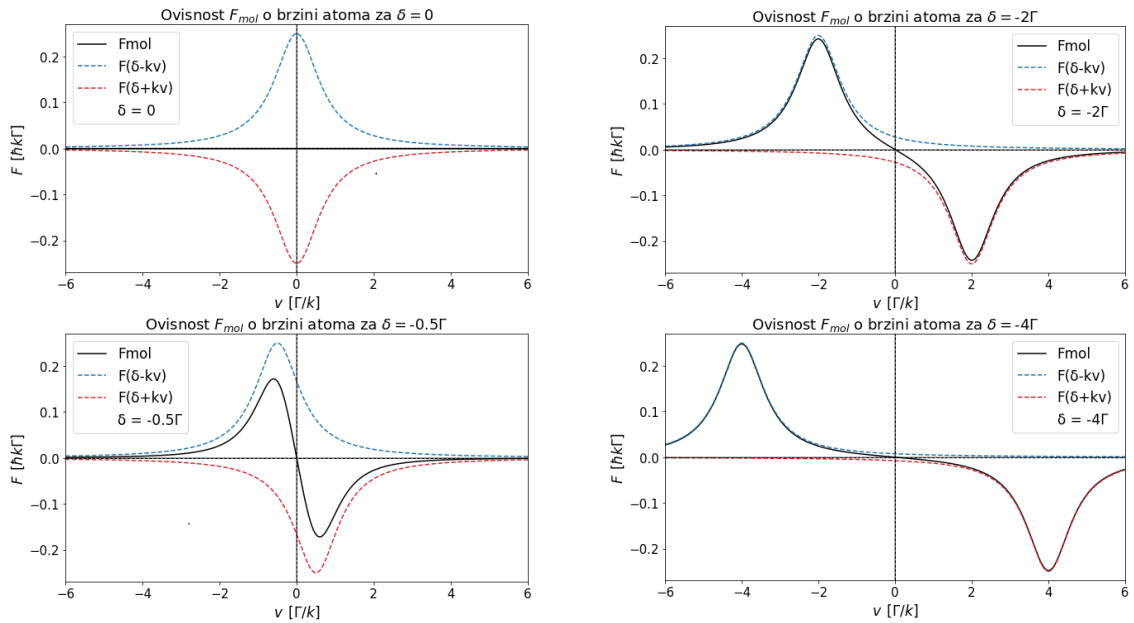 Ovisnost F_mol o brzini atoma za δ = 0
Fmol
F(δ-kv)
F(δ+kv)
δ = 0
F [ħkΓ]
0.2
0.1
0.0
−0.1
−0.2
−6 −4 −2 0 2 4 6
v [Γ/k]
Ovisnost F_mol o brzini atoma za δ = -2Γ
Fmol
F(δ-kv)
F(δ+kv)
δ = -2Γ
F [ħkΓ]
0.2
0.1
0.0
−0.1
−0.2
−6 −4 −2 0 2 4 6
v [Γ/k]
Ovisnost F_mol o brzini atoma za δ = -0.5Γ
Fmol
F(δ-kv)
F(δ+kv)
δ = -0.5Γ
F [ħkΓ]
0.2
0.1
0.0
−0.1
−0.2
−6 −4 −2 0 2 4 6
v [Γ/k]
Ovisnost F_mol o brzini atoma za δ = -4Γ
Fmol
F(δ-kv)
F(δ+kv)
δ = -4Γ
F [ħkΓ]
0.2
0.1
0.0
−0.1
−0.2
−6 −4 −2 0 2 4 6
v [Γ/k]